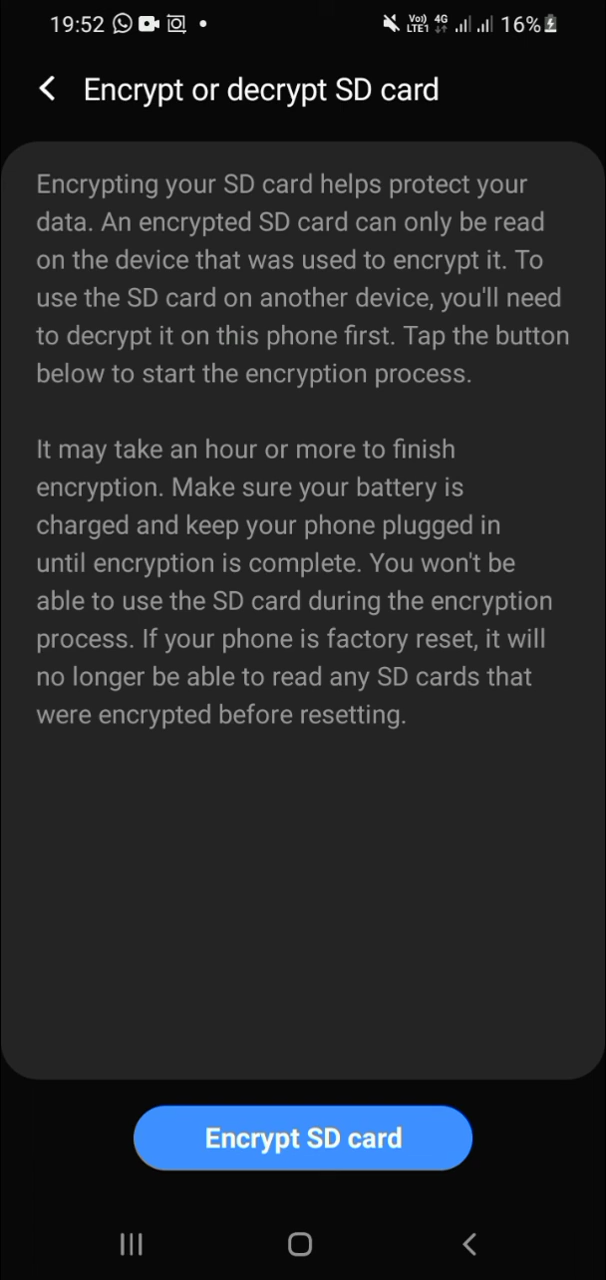 19:52
Vo)) 4G
LTE1
16%
Encrypt or decrypt SD card
Encrypting your SD card helps protect your
data. An encrypted SD card can only be read
on the device that was used to encrypt it. To
use the SD card on another device, you'll need
to decrypt it on this phone first. Tap the button
below to start the encryption process.
It may take an hour or more to finish
encryption. Make sure your battery is
charged and keep your phone plugged in
until encryption is complete. You won't be
able to use the SD card during the encryption
process. If your phone is factory reset, it will
no longer be able to read any SD cards that
were encrypted before resetting.
Encrypt SD card